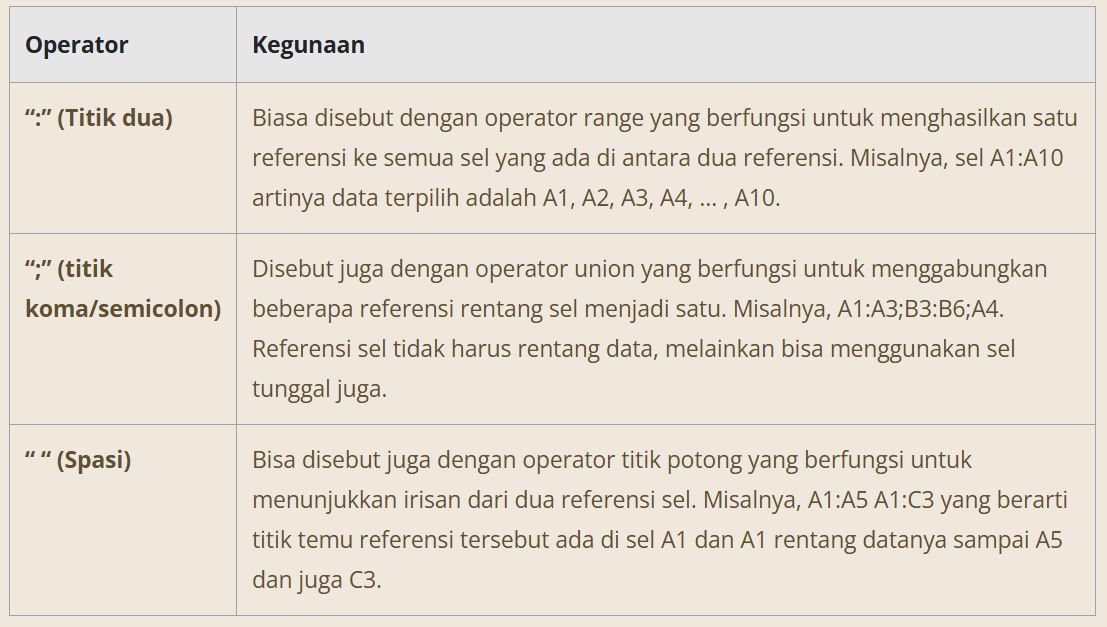 Operator
Kegunaan
“:” (Titik dua)
Biasa disebut dengan operator range yang berfungsi untuk menghasilkan satu
referensi ke semua sel yang ada di antara dua referensi. Misalnya, sel A1:A10
artinya data terpilih adalah A1, A2, A3, A4, … , A10.
“;” (titik
koma/semicolon)
Disebut juga dengan operator union yang berfungsi untuk menggabungkan
beberapa referensi rentang sel menjadi satu. Misalnya, A1:A3;B3:B6;A4.
Referensi sel tidak harus rentang data, melainkan bisa menggunakan sel
tunggal juga.
“ “ (Spasi)
Bisa disebut juga dengan operator titik potong yang berfungsi untuk
menunjukkan irisan dari dua referensi sel. Misalnya, A1:A5 A1:C3 yang berarti
titik temu referensi tersebut ada di sel A1 dan A1 rentang datanya sampai A5
dan juga C3.